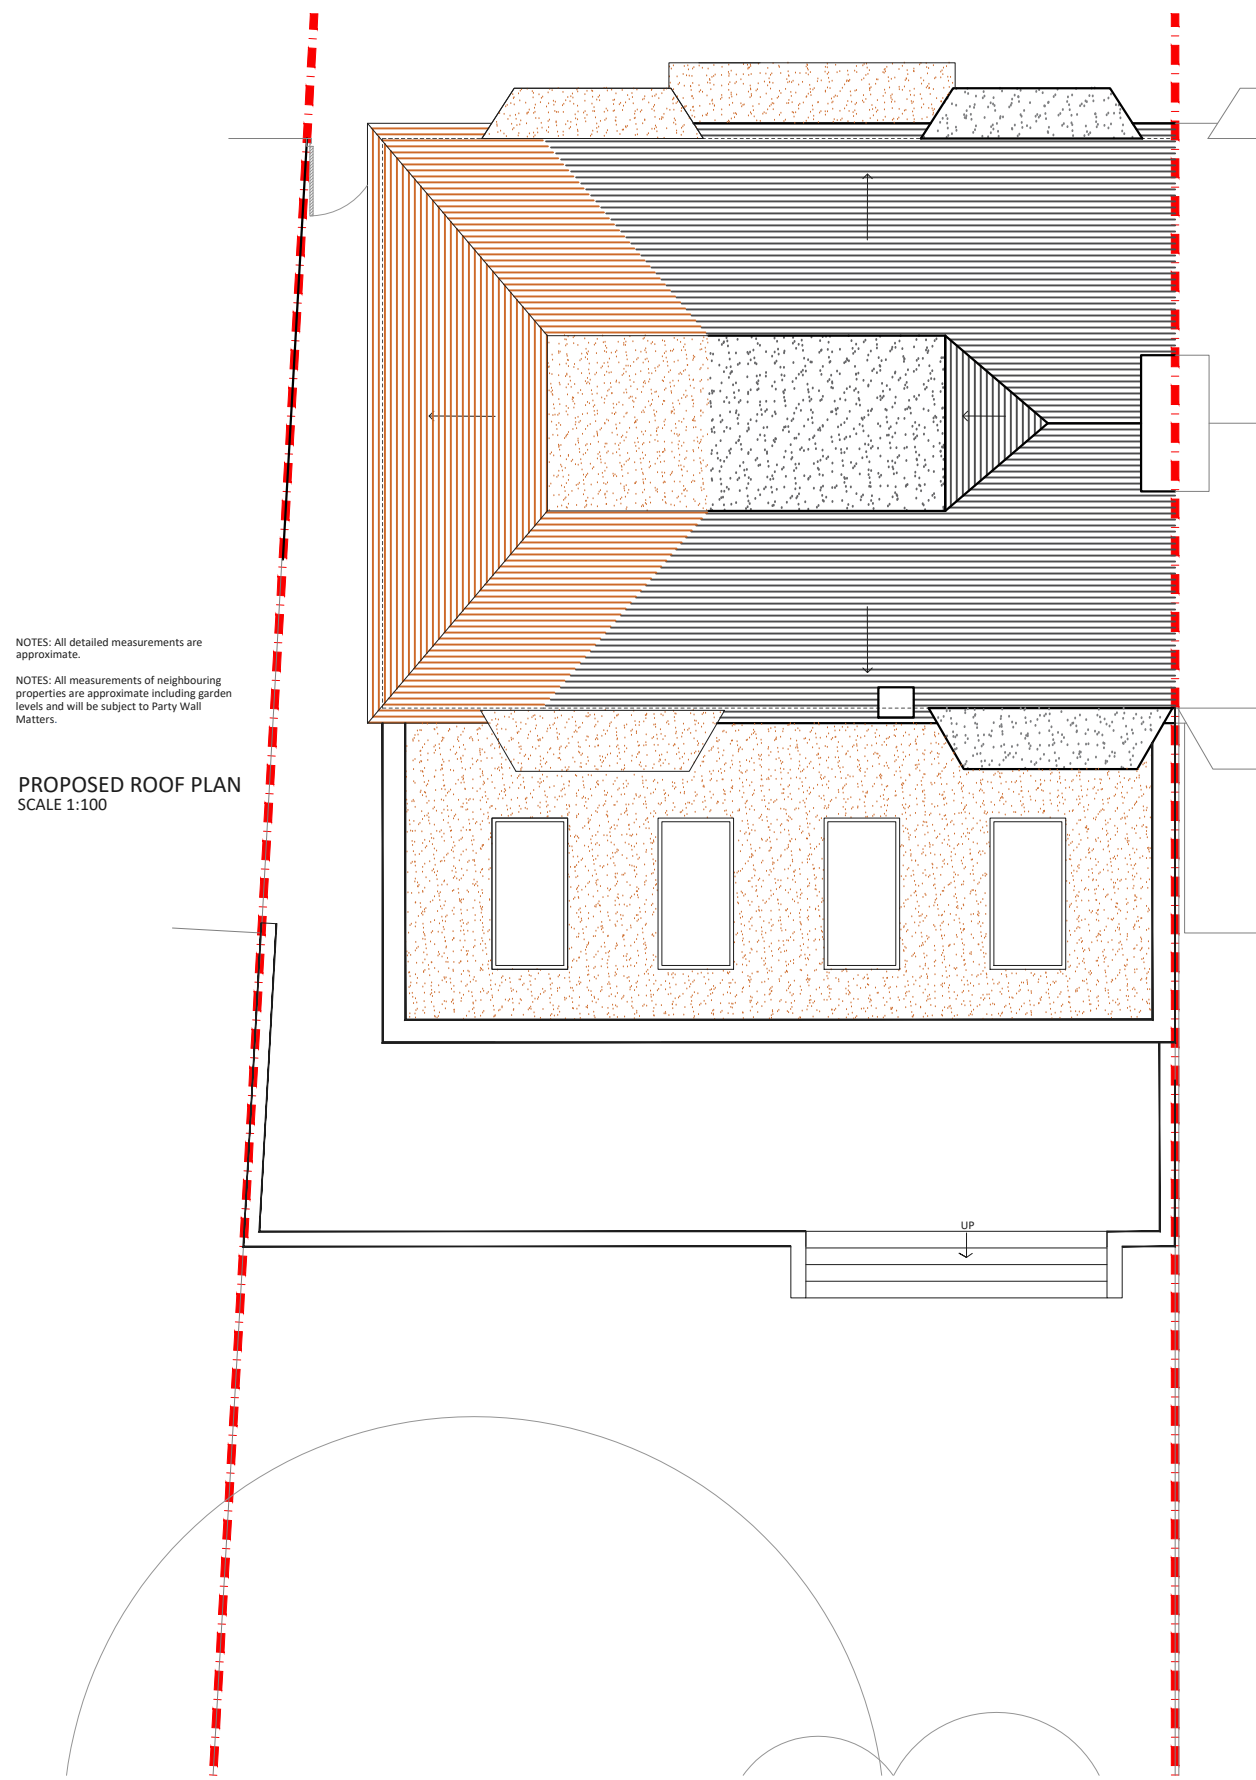 NOTES: All detailed measurements are
approximate.
NOTES: All measurements of neighbouring
properties are approximate including garden
levels and will be subject to Party Wall
Matters.
PROPOSED ROOF PLAN
SCALE 1:100
UP